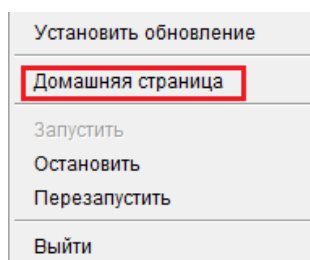 Установить обновление
Домашняя страница
Запустить
Остановить
Перезапустить
Выйти